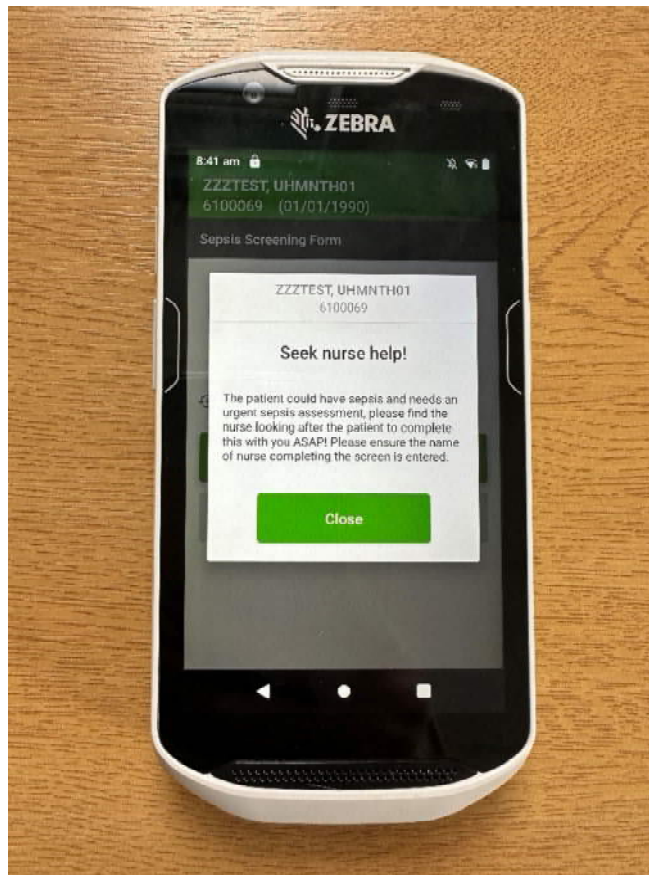 ZEBRA
8:41 am
ZZZTEST, UHMNTH01
6100069 (01/01/1990)
Sepsis Screening Form
ZZZTEST, UHMNTH01
6100069
Seek nurse help!
The patient could have sepsis and needs an
urgent sepsis assessment, please find the
nurse looking after the patient to complete
this with you ASAP! Please ensure the name
of nurse completing the screen is entered.
Close